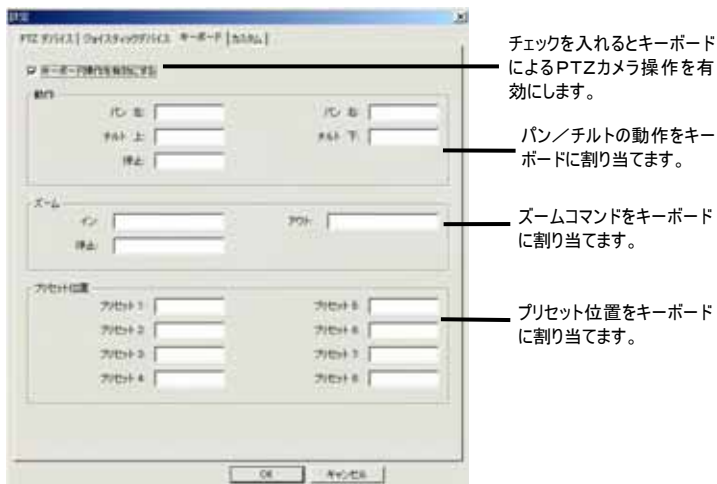 設定
PTZ デバイス
ジョイスティックデバイス
キーボード
カスタム
キーボード操作を有効にする
動作
パン 左:
パン 右:
チルト 上:
チルト 下:
停止:
ズーム
イン:
アウト:
停止:
プリセット位置
プリセット 1:
プリセット 5:
プリセット 2:
プリセット 6:
プリセット 3:
プリセット 7:
プリセット 4:
プリセット 8:
OK
キャンセル
チェックを入れるとキーボード
によるPTZカメラ操作を有
効にします。
パン／チルトの動作をキー
ボードに割り当てます。
ズームコマンドをキーボード
に割り当てます。
プリセット位置をキーボード
に割り当てます。